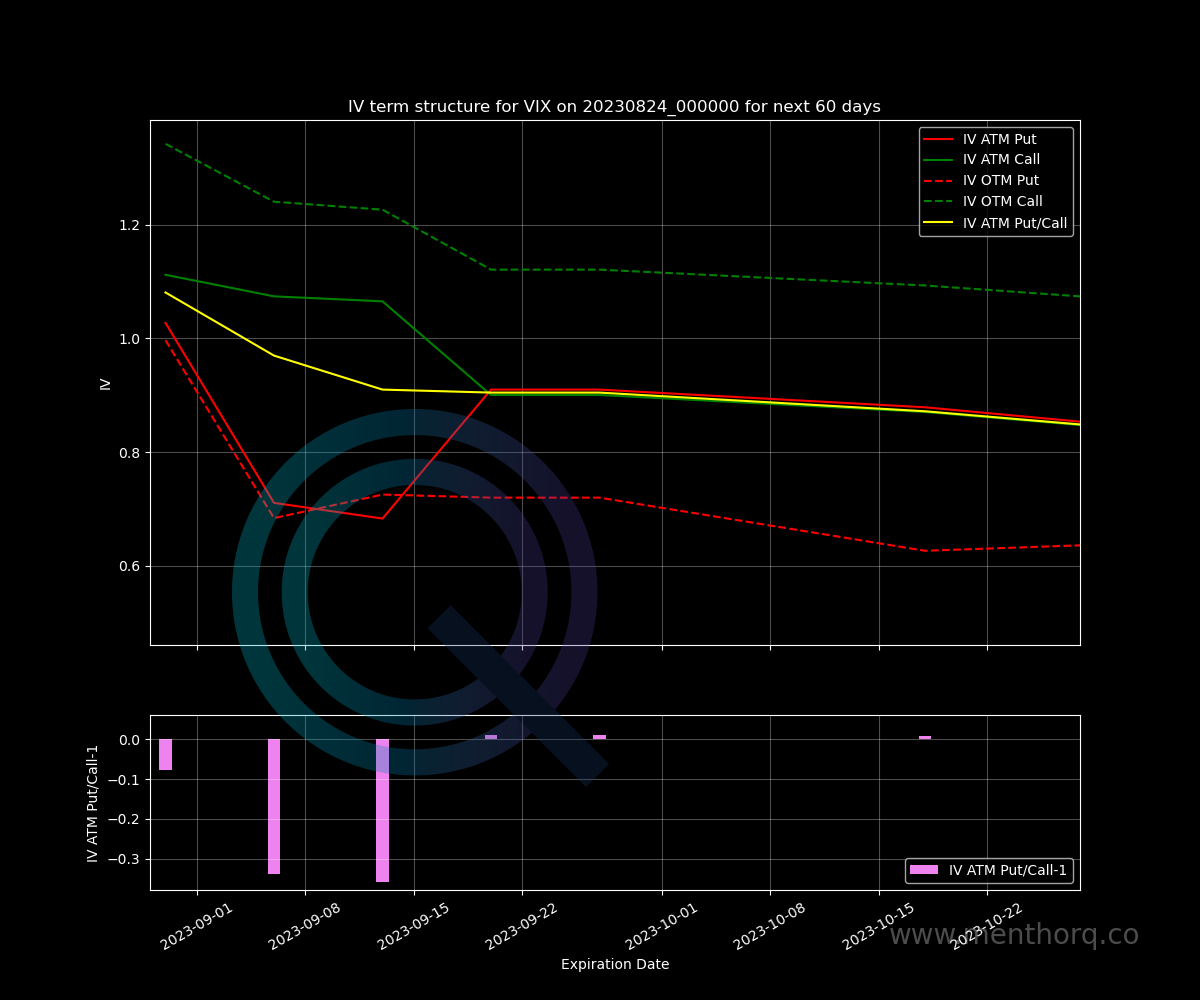 IV term structure for VIX on 20230824_000000 for next 60 days
IV ATM Put
IV ATM Call
IV OTM Put
IV OTM Call
IV ATM Put/Call
1.2
1.0
0.8
0.6
IV
0.0
−0.1
−0.2
−0.3
IV ATM Put/Call-1
IV ATM Put/Call-1
2023-09-01
2023-09-08
2023-09-15
2023-09-22
2023-10-01
2023-10-08
2023-10-15
2023-10-22
www.menthorq.co
Expiration Date